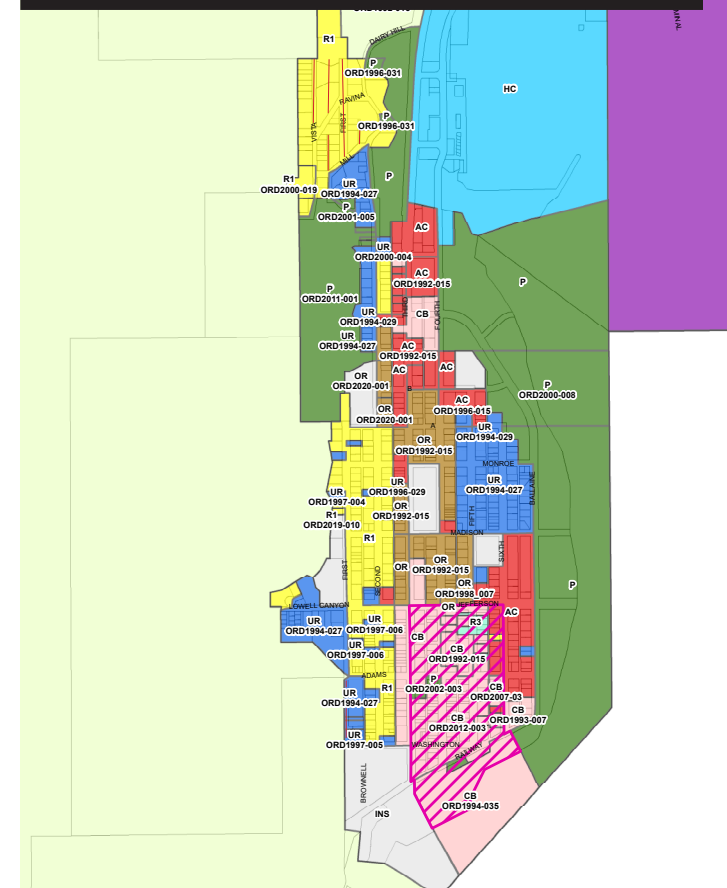 R1
DAIRY HILL
P
ORD1996-031
HC
RAVINA
VISTA
FIRST
P
ORD1996-031
MILL
P
R1
ORD2000-019
UR
ORD1994-027
P
ORD2001-005
AC
UR
ORD2000-004
AC
ORD1992-015
P
P
ORD2011-001
THIRD
FOURTH
CB
UR
ORD1994-029
UR
ORD1994-027
AC
ORD1992-015
AC
AC
OR
ORD2020-001
B
P
ORD2000-008
AC
ORD1996-015
OR
ORD2020-001
A
UR
ORD1994-029
OR
ORD1992-015
MONROE
UR
ORD1994-027
BALLAINE
UR
ORD1997-004
UR
ORD1996-029
OR
ORD1992-015
FIFTH
R1
ORD2019-010
MADISON
R1
SIXTH
FIRST
SECOND
OR
OR
ORD1992-015
OR
ORD1998_007
P
LOWELL CANYON
OR
JEFFERSON
AC
UR
ORD1994-027
UR
ORD1997-006
R3
CB
CB
ORD1992-015
UR
ORD1997-006
ADAMS
P
ORD2002-003
R1
CB
ORD2007-03
UR
ORD1994-027
CB
ORD1993-007
CB
ORD2012-003
UR
ORD1997-005
WASHINGTON
RAILWAY
BROWNELL
CB
ORD1994-035
INS